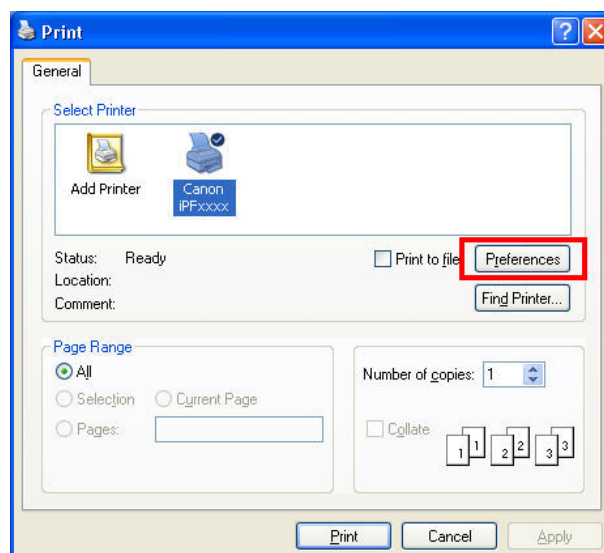 Print
General
Select Printer
Add Printer
Canon
iPFxxxx
Status: Ready
Location:
Comment:
Print to file
Preferences
Find Printer...
Page Range
All
Selection
Current Page
Pages:
Number of copies: 1
Collate
1 1 2 2 3 3
Print
Cancel
Apply